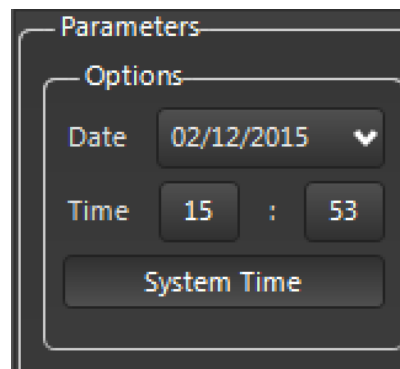 Parameters
Options
Date 02/12/2015
Time 15 : 53
System Time